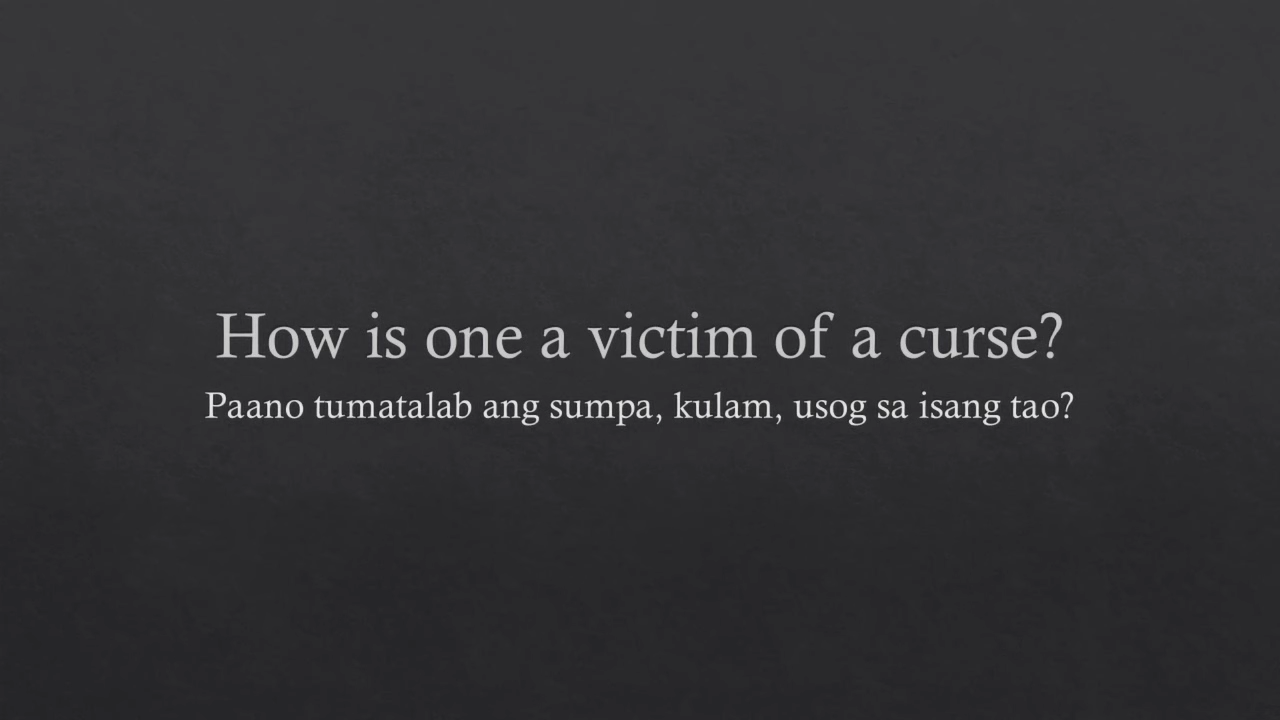 How is one a victim of a curse?
Paano tumatalab ang sumpa, kulam, usog sa isang tao?